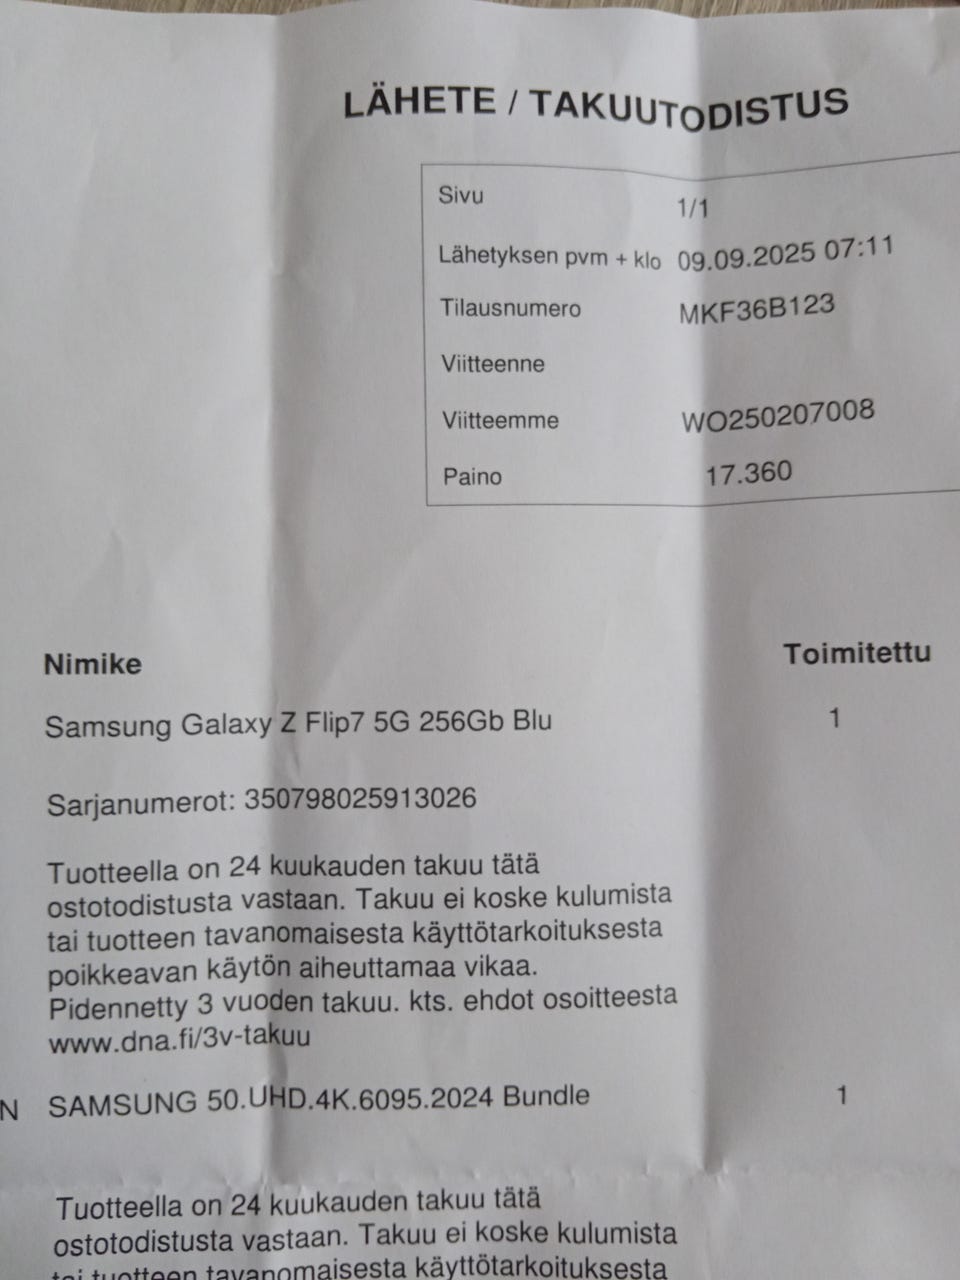 LÄHETE / TAKUUTODISTUS
Sivu 1/1
Lähetyksen pvm + klo 09.09.2025 07:11
Tilausnumero MKF36B123
Viitteenne
Viitteemme WO250207008
Paino 17.360
Nimike Toimitettu
Samsung Galaxy Z Flip7 5G 256Gb Blu 1
Sarjanumerot: 350798025913026
Tuotteella on 24 kuukauden takuu tätä
ostotodistusta vastaan. Takuu ei koske kulumista
tai tuotteen tavanomaisesta käyttötarkoituksesta
poikkeavan käytön aiheuttamaa vikaa.
Pidennetty 3 vuoden takuu. kts. ehdot osoitteesta
www.dna.fi/3v-takuu
N SAMSUNG 50.UHD.4K.6095.2024 Bundle 1
Tuotteella on 24 kuukauden takuu tätä
ostotodistusta vastaan. Takuu ei koske kulumista
tai tuotteen tavanomaisesta käyttötarkoituksesta